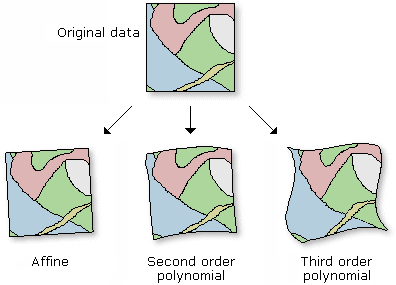 Original data
Affine
Second order
polynomial
Third order
polynomial